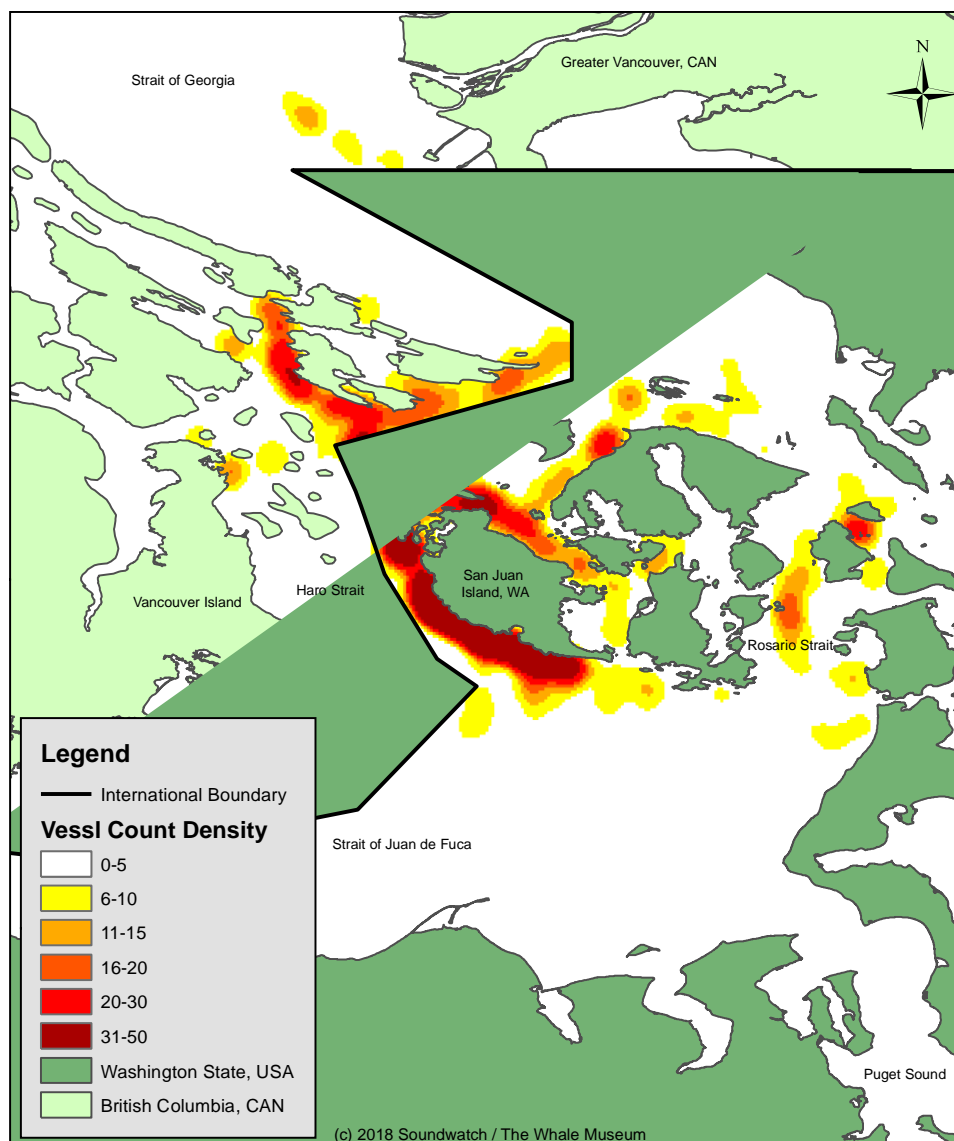 Greater Vancouver, CAN
Strait of Georgia
N
San Juan
Island, WA
Haro Strait
Vancouver Island
Rosario Strait
Legend
International Boundary
Vessl Count Density
0-5
6-10
11-15
16-20
20-30
31-50
Washington State, USA
British Columbia, CAN
Strait of Juan de Fuca
Puget Sound
(c) 2018 Soundwatch / The Whale Museum